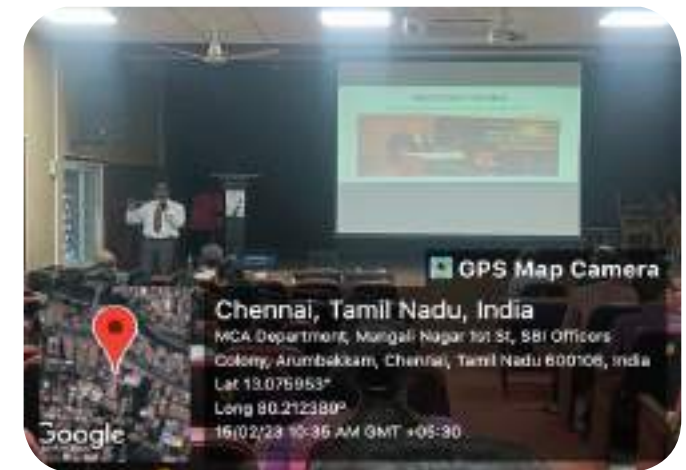 GPS Map Camera
Chennai, Tamil Nadu, India
MCA Department, Mangali Nagar 1st St, SBI Officers
Colony, Arumbakkam, Chennai, Tamil Nadu 600106, India
Lat 13.075953°
Long 80.212380°
16/02/23 10:35 AM GMT +05:30
Google